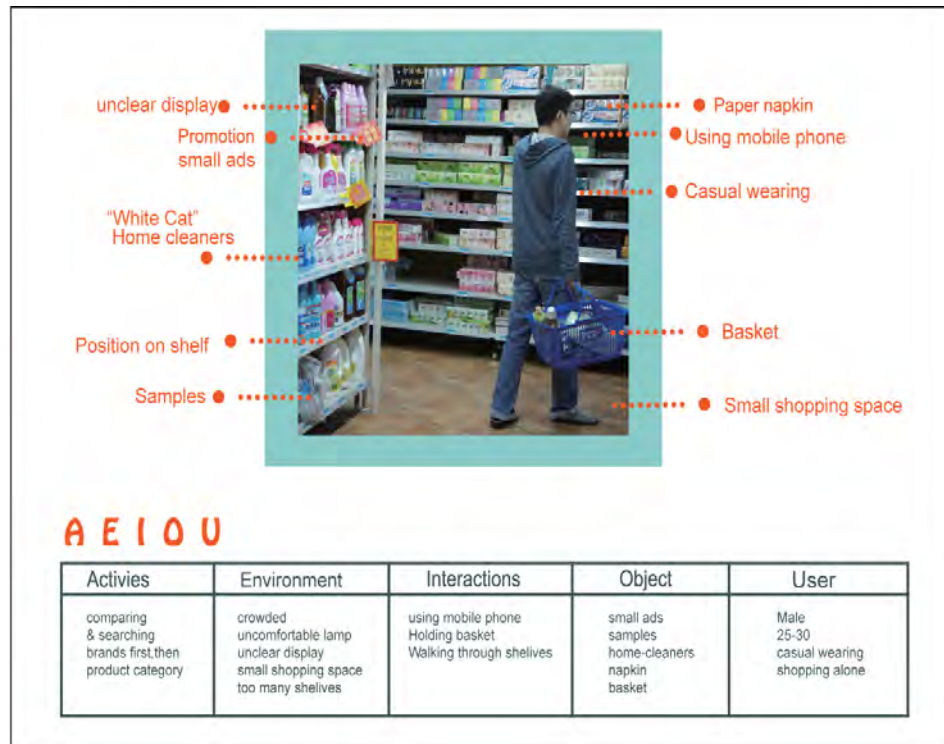 unclear display
Promotion
small ads
"White Cat"
Home cleaners
Position on shelf
Samples
Paper napkin
Using mobile phone
Casual wearing
Basket
Small shopping space
A E I O U
Activies
Environment
Interactions
Object
User
comparing
& searching
brands first,then
product category
crowded
uncomfortable lamp
unclear display
small shopping space
too many shelives
using mobile phone
Holding basket
Walking through shelives
small ads
samples
home-cleaners
napkin
basket
Male
25-30
casual wearing
shopping alone